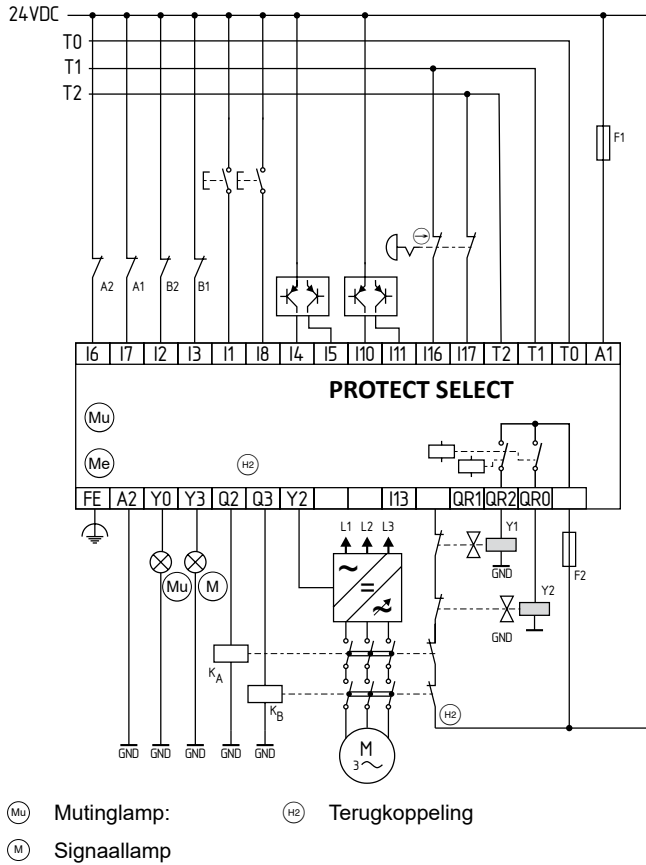 24VDC
T0
T1
T2
F1
A2 A1 B2 B1
I6 I7 I2 I3 I1 I8 I4 I5 I10 I11 I16 I17 T2 T1 T0 A1
PROTECT SELECT
Mu
Me
H2
FE A2 Y0 Y3 Q2 Q3 Y2 I13 QR1 QR2 QR0
L1 L2 L3
Y1
GND
F2
Mu M
Y2
GND
KA
KB
H2
M
3
GND GND GND GND GND
Mu Mutinglamp:
H2 Terugkoppeling
M Signaallamp